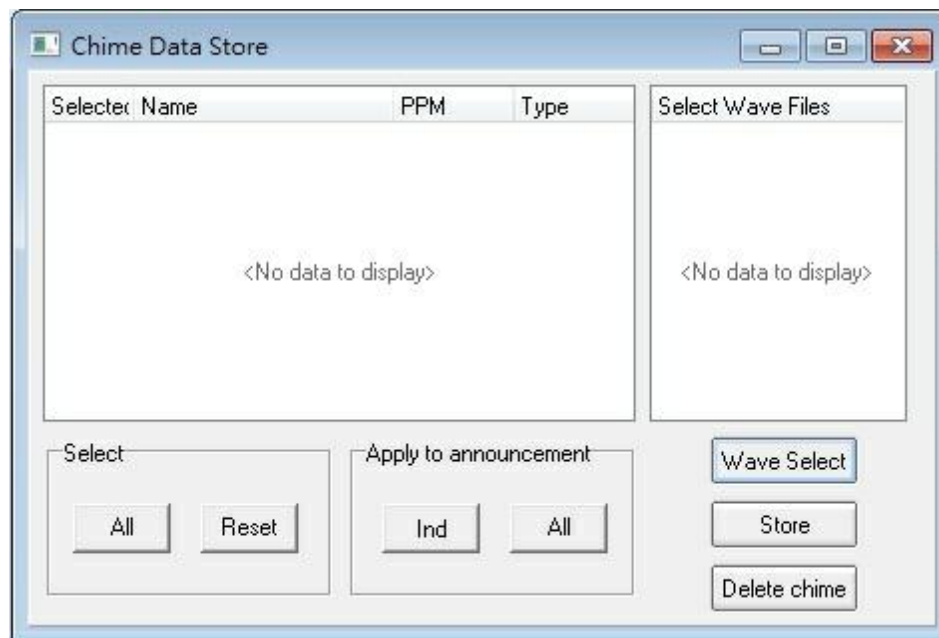 Chime Data Store
Selected Name PPM Type
Select Wave Files
<No data to display>
<No data to display>
Select
All Reset
Apply to announcement
Ind All
Wave Select
Store
Delete chime